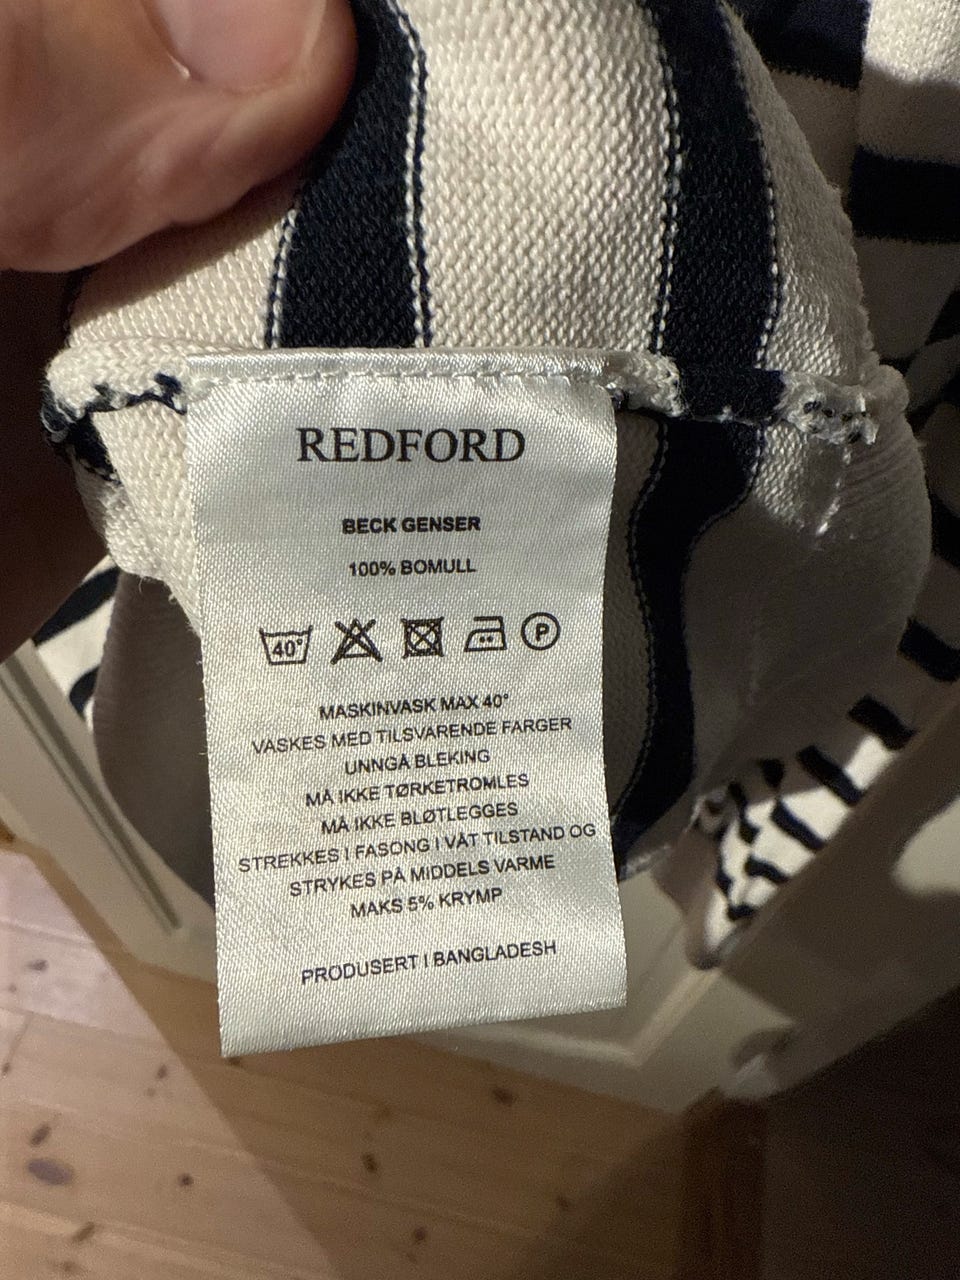 REDFORD
BECK GENSER
100% BOMULL
40° P
MASKINVASK MAX 40°
VASKES MED TILSVARENDE FARGER
UNNGÅ BLEKING
MÅ IKKE TØRKETROMLES
MÅ IKKE BLØTLEGGES
STREKKES I FASONG I VÅT TILSTAND OG
STRYKES PÅ MIDDELS VARME
MAKS 5% KRYMP
PRODUSERT I BANGLADESH